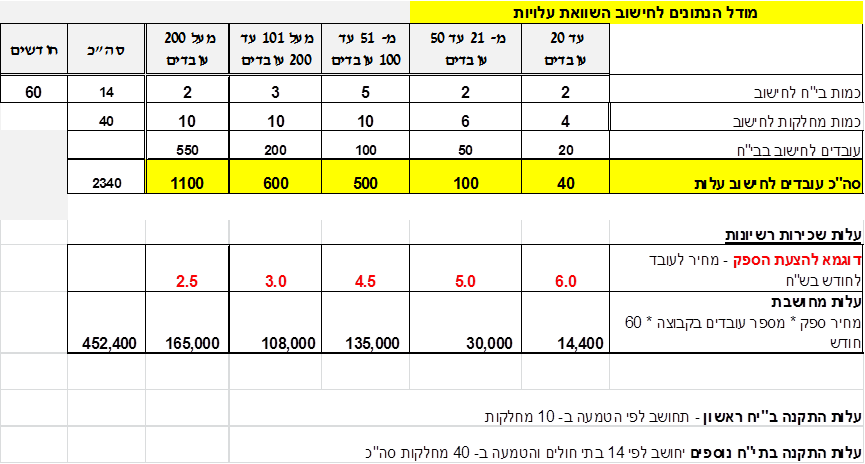 מודל הנתונים לחישוב השוואת עלויות
עד 20 עובדים | מ- 21 עד 50 עובדים | מ- 51 עד 100 עובדים | מעל 101 עד 200 עובדים | מעל 200 עובדים | סה"כ | חודשים
כמות בי"ח לחישוב | 2 | 2 | 5 | 3 | 2 | 14 | 60
כמות מחלקות לחישוב | 4 | 6 | 10 | 10 | 10 | 40
עובדים לחישוב בבי"ח | 20 | 50 | 100 | 200 | 550
סה"כ עובדים לחישוב עלות | 40 | 100 | 500 | 600 | 1100 | 2340
עלות שכירות רשיונות
דוגמא להצעת הספק - מחיר לעובד
לחודש בש"ח | 6.0 | 5.0 | 4.5 | 3.0 | 2.5
עלות מחושבת
מחיר ספק * מספר עובדים בקבוצה * 60
חודש | 14,400 | 30,000 | 135,000 | 108,000 | 165,000 | 452,400
עלות התקנה ב"יח ראשון - תחושב לפי הטמעה ב- 10 מחלקות
עלות התקנה בתי"ח נוספים יחושב לפי 14 בתי חולים והטמעה ב- 40 מחלקות סה"כ